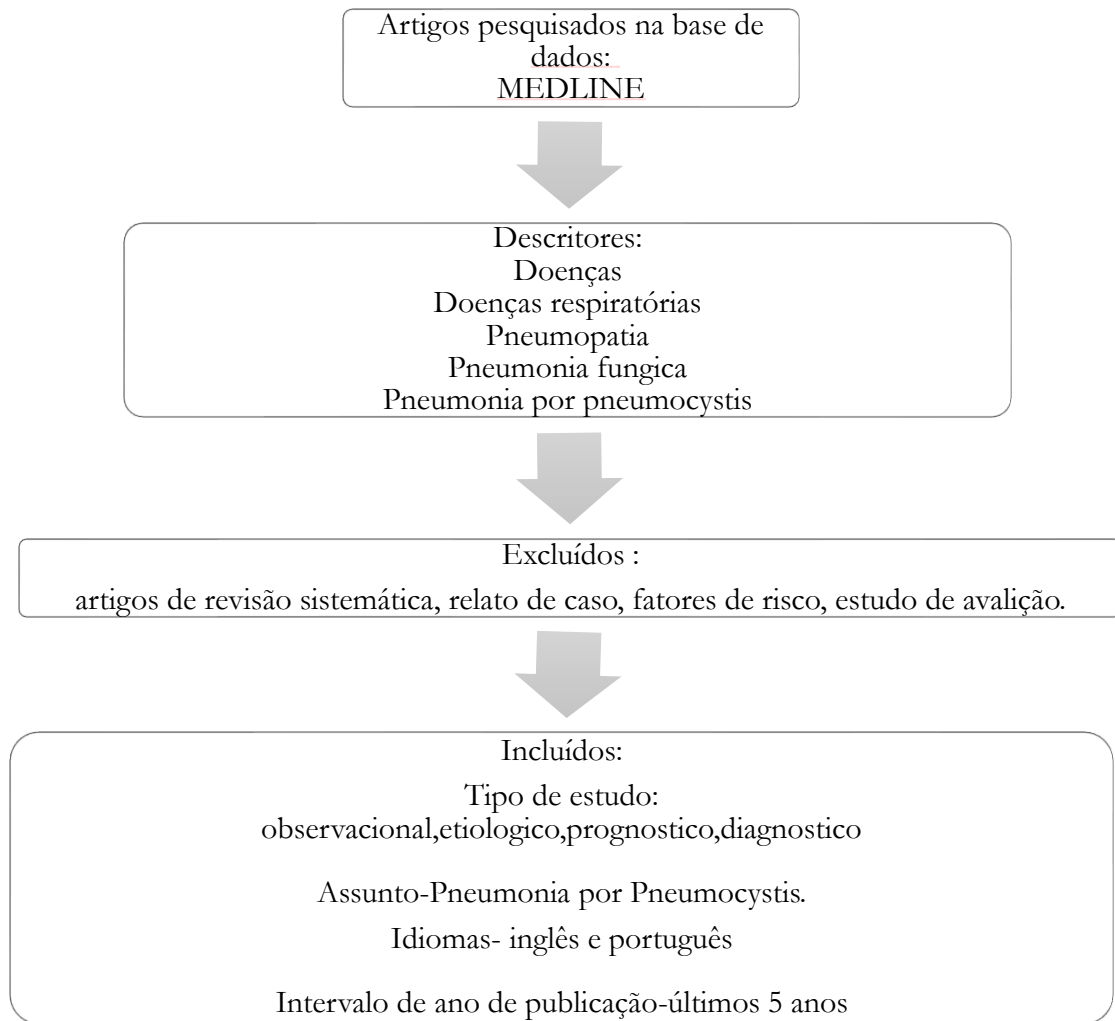 Artigos pesquisados na base de
dados:
MEDLINE
Descritores:
Doenças
Doenças respiratórias
Pneumopatia
Pneumonia fungica
Pneumonia por pneumocystis
Excluídos :
artigos de revisão sistemática, relato de caso, fatores de risco, estudo de avalição.
Incluídos:
Tipo de estudo:
observacional,etiologico,prognostico,diagnostico
Assunto-Pneumonia por Pneumocystis.
Idiomas- inglês e português
Intervalo de ano de publicação-últimos 5 anos